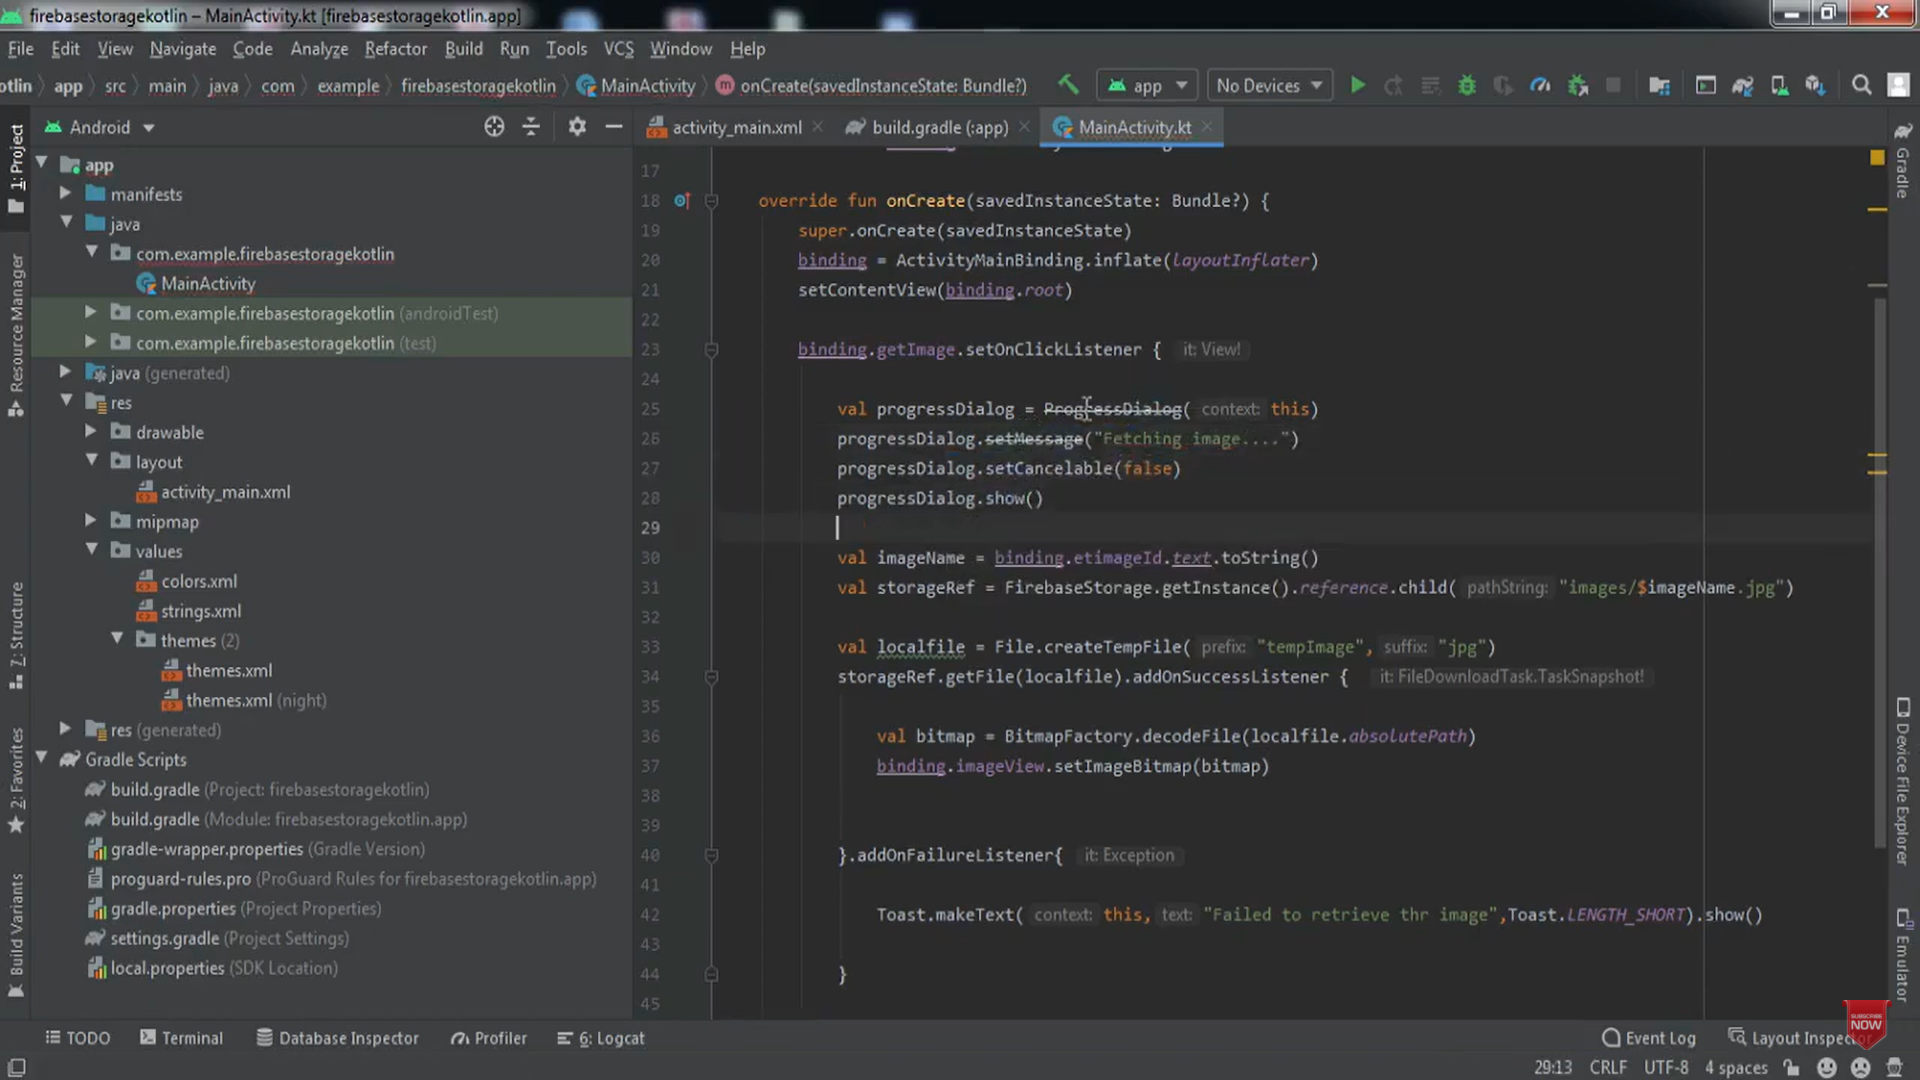 firebasestoragekotlin – MainActivity.kt [firebasestoragekotlin.app]
File Edit View Navigate Code Analyze Refactor Build Run Tools VCS Window Help
otlin app src main java com example firebasestoragekotlin MainActivity onCreate(savedInstanceState: Bundle?) app No Devices
Android
activity_main.xml
build.gradle (:app)
MainActivity.kt
1: Project
Resource Manager
7: Structure
2: Favorites
Build Variants
app
manifests
java
com.example.firebasestoragekotlin
MainActivity
com.example.firebasestoragekotlin (androidTest)
com.example.firebasestoragekotlin (test)
java (generated)
res
drawable
layout
activity_main.xml
mipmap
values
colors.xml
strings.xml
themes (2)
themes.xml
themes.xml (night)
res (generated)
Gradle Scripts
build.gradle (Project: firebasestoragekotlin)
build.gradle (Module: firebasestoragekotlin.app)
gradle-wrapper.properties (Gradle Version)
proguard-rules.pro (ProGuard Rules for firebasestoragekotlin.app)
gradle.properties (Project Properties)
settings.gradle (Project Settings)
local.properties (SDK Location)
17
18 override fun onCreate(savedInstanceState: Bundle?) {
19 super.onCreate(savedInstanceState)
20 binding = ActivityMainBinding.inflate(layoutInflater)
21 setContentView(binding.root)
22
23 binding.getImage.setOnClickListener { it: View!
24
25 val progressDialog = ProgressDialog( context: this)
26 progressDialog.setMessage("Fetching image....")
27 progressDialog.setCancelable(false)
28 progressDialog.show()
29
30 val imageName = binding.etimageId.text.toString()
31 val storageRef = FirebaseStorage.getInstance().reference.child( pathString: "images/$imageName.jpg")
32
33 val localfile = File.createTempFile( prefix: "tempImage", suffix: "jpg")
34 storageRef.getFile(localfile).addOnSuccessListener { it: FileDownloadTask.TaskSnapshot!
35
36 val bitmap = BitmapFactory.decodeFile(localfile.absolutePath)
37 binding.imageView.setImageBitmap(bitmap)
38
39
40 }.addOnFailureListener{ it: Exception
41
42 Toast.makeText( context: this, text: "Failed to retrieve thr image",Toast.LENGTH_SHORT).show()
43
44 }
45
Gradle
Device File Explorer
Emulator
SUBSCRIBE
NOW
TODO Terminal Database Inspector Profiler 6: Logcat Event Log Layout Inspector
29:13 CRLF UTF-8 4 spaces